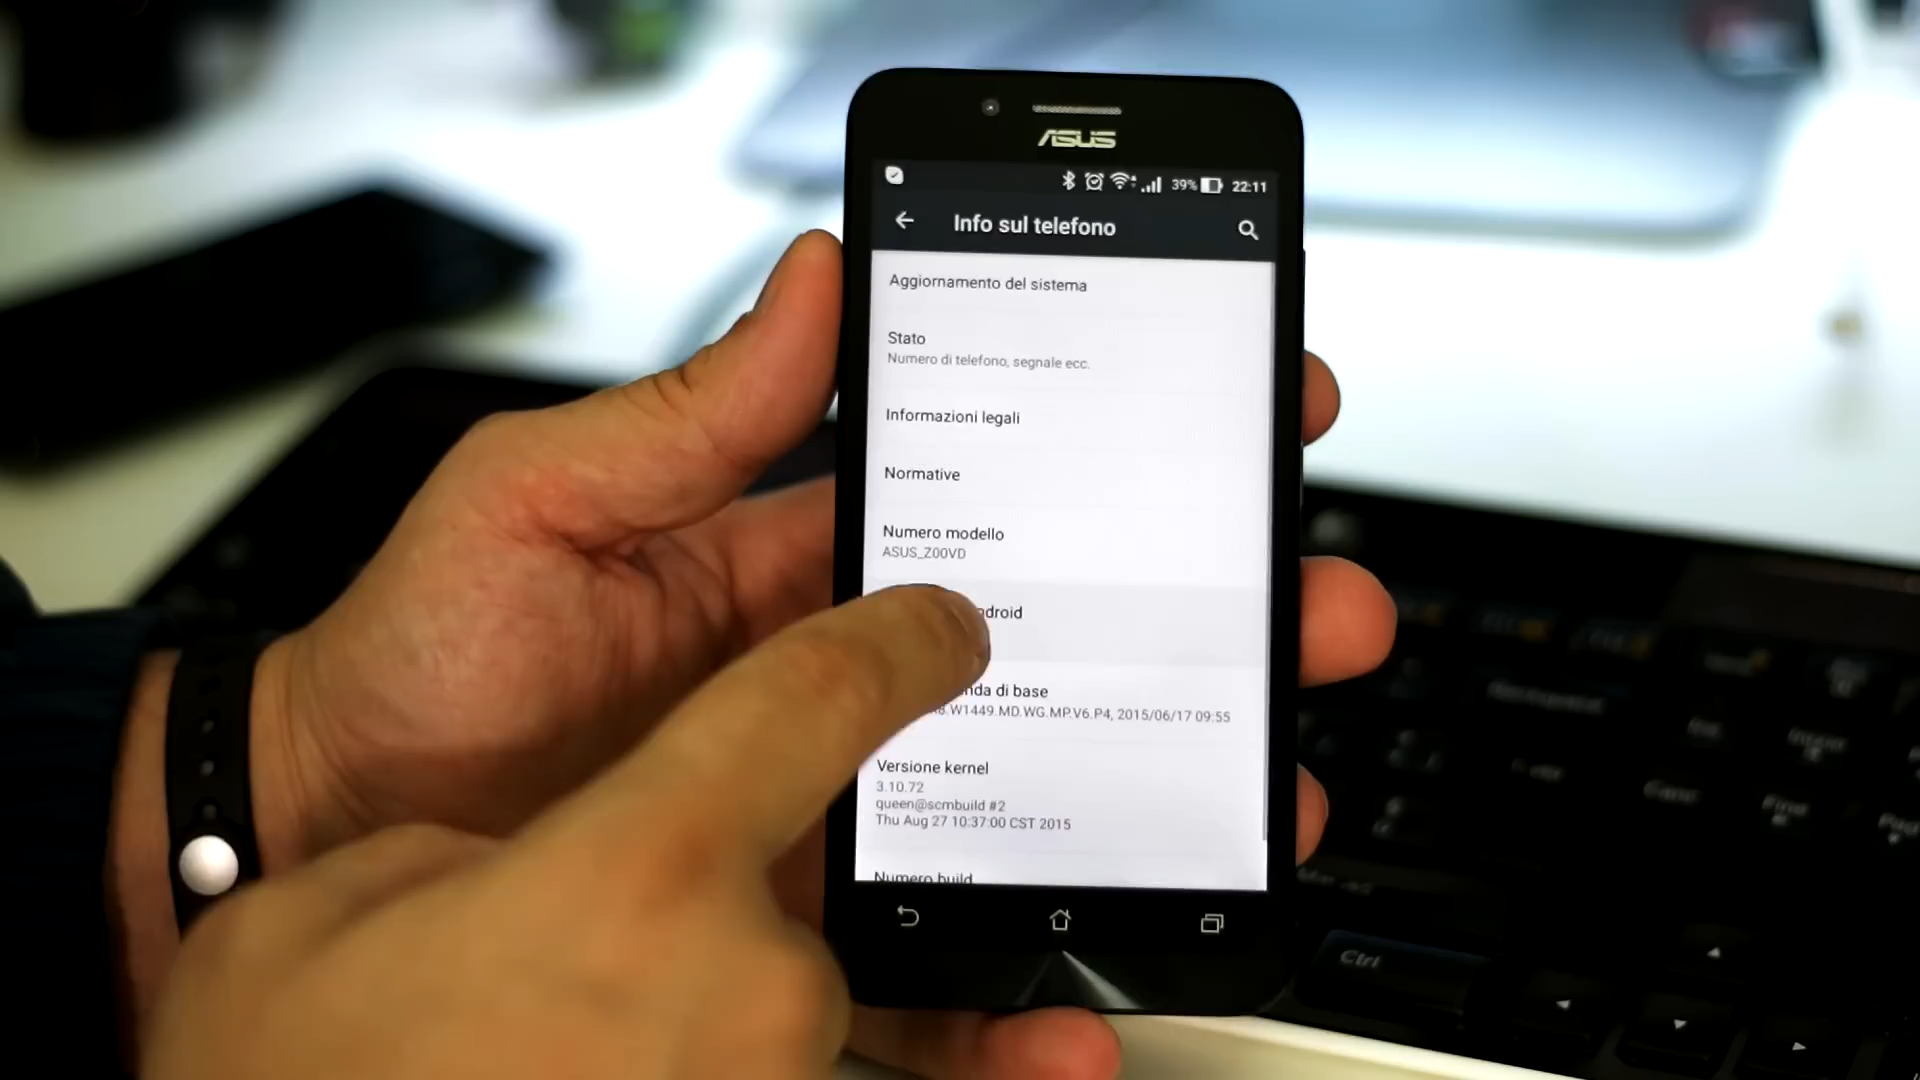 ASUS
39% 22:11
Info sul telefono
Aggiornamento del sistema
Stato
Numero di telefono, segnale ecc.
Informazioni legali
Normative
Numero modello
ASUS_Z00VD
droid
nda di base
.W1449.MD.WG.MP.V6.P4, 2015/06/17 09:55
Versione kernel
3.10.72
queen@scmbuild #2
Thu Aug 27 10:37:00 CST 2015
Numero build
Ctrl